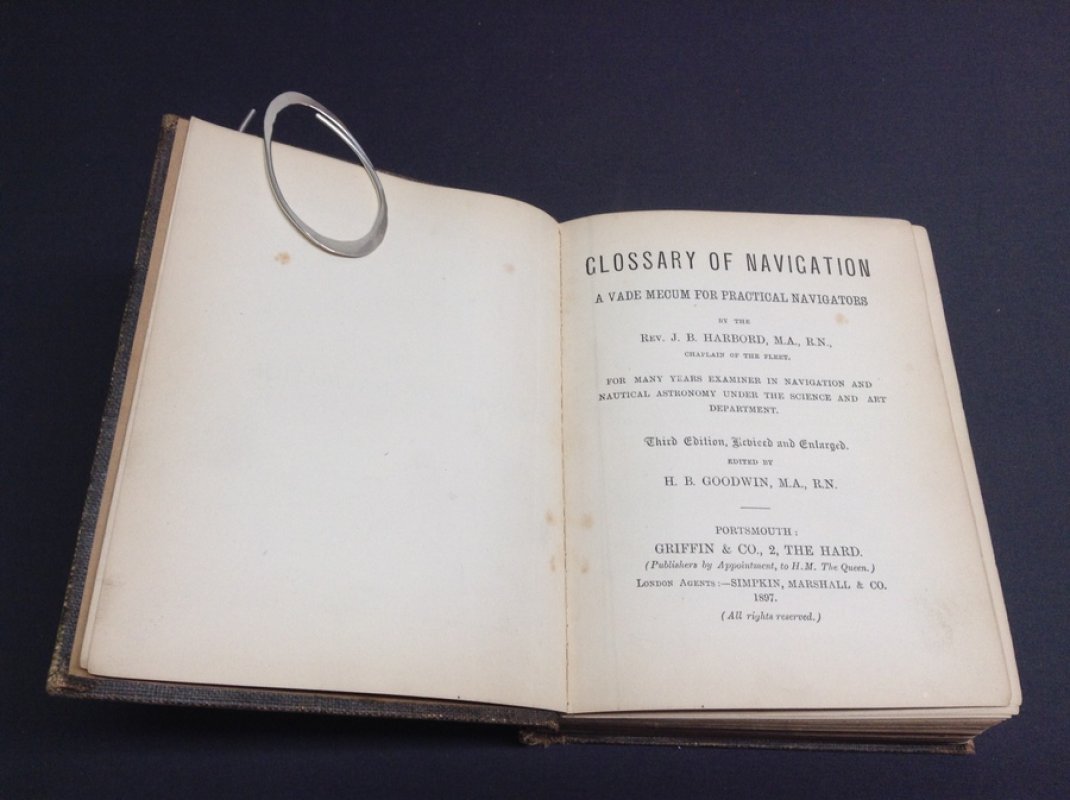 GLOSSARY OF NAVIGATION
A VADE MECUM FOR PRACTICAL NAVIGATORS
BY THE
REV. J. B. HARBORD, M.A., R.N.,
CHAPLAIN OF THE FLEET,
FOR MANY YEARS EXAMINER IN NAVIGATION AND
NAUTICAL ASTRONOMY UNDER THE SCIENCE AND ART
DEPARTMENT.
Third Edition, Revised and Enlarged.
EDITED BY
H. B. GOODWIN, M.A., R.N.
PORTSMOUTH:
GRIFFIN & CO., 2, THE HARD.
(Publishers by Appointment, to H.M. The Queen.)
LONDON AGENTS:—SIMPKIN, MARSHALL & CO.
1897.
(All rights reserved.)